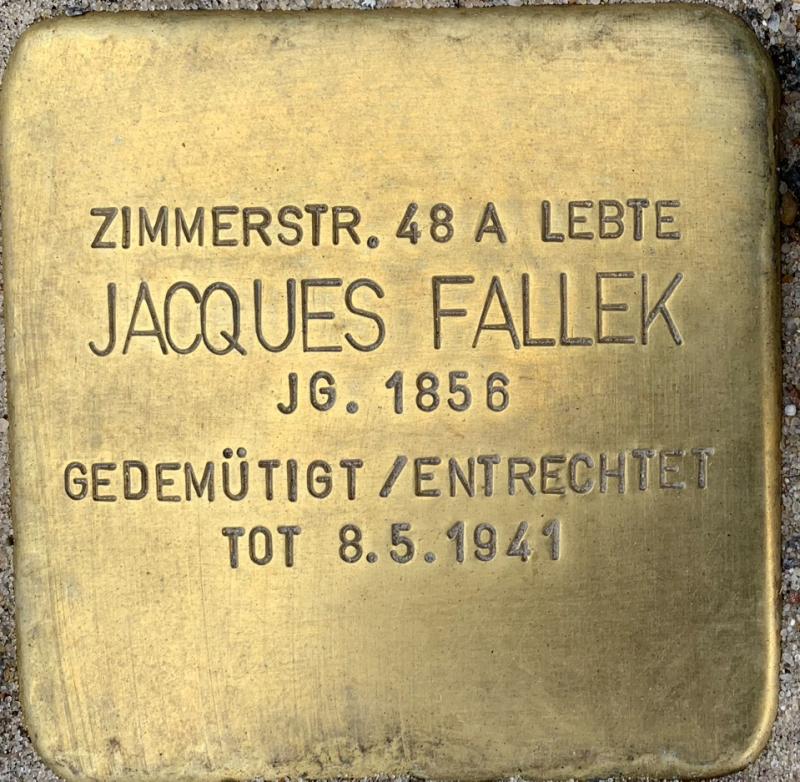 ZIMMERSTR. 48 A LEBTE
JACQUES FALLEK
JG. 1856
GEDEMÜTIGT / ENTRECHTET
TOT 8.5.1941